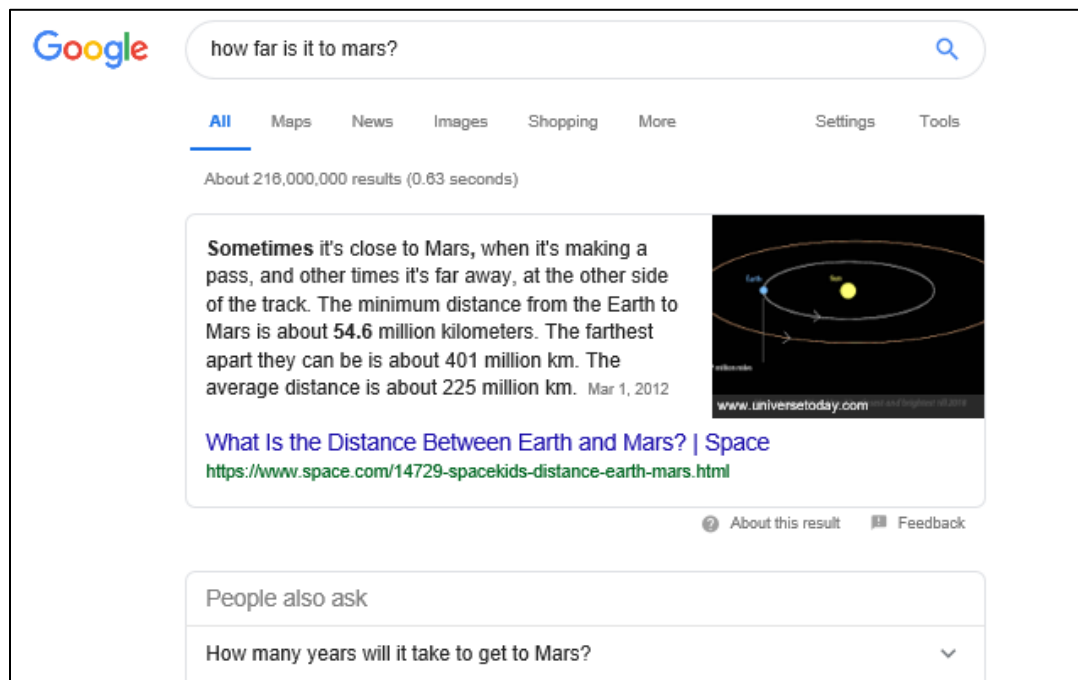 Google
how far is it to mars?
All Maps News Images Shopping More Settings Tools
About 216,000,000 results (0.63 seconds)
Sometimes it's close to Mars, when it's making a
pass, and other times it's far away, at the other side
of the track. The minimum distance from the Earth to
Mars is about 54.6 million kilometers. The farthest
apart they can be is about 401 million km. The
average distance is about 225 million km. Mar 1, 2012
Earth Sun
million miles
www.universetoday.com
What Is the Distance Between Earth and Mars? | Space
https://www.space.com/14729-spacekids-distance-earth-mars.html
About this result Feedback
People also ask
How many years will it take to get to Mars?